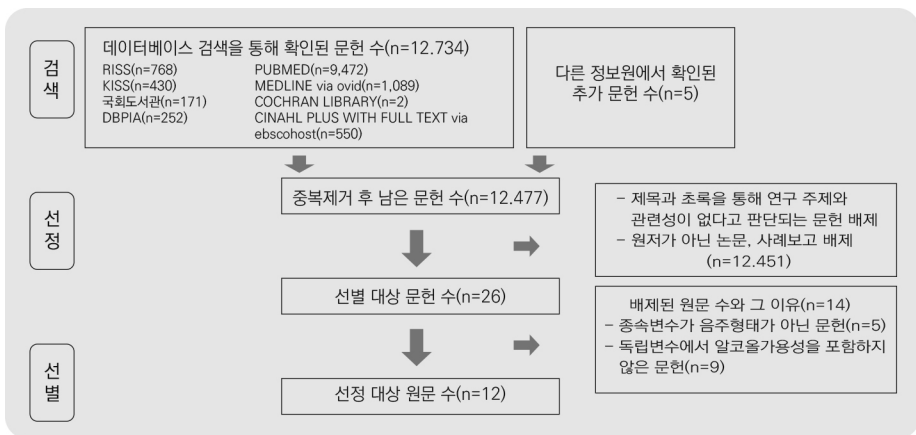 검
색
데이터베이스 검색을 통해 확인된 문헌 수(n=12.734)
RISS(n=768)
KISS(n=430)
국회도서관(n=171)
DBPIA(n=252)
PUBMED(n=9,472)
MEDLINE via ovid(n=1,089)
COCHRAN LIBRARY(n=2)
CINAHL PLUS WITH FULL TEXT via
ebscohost(n=550)
다른 정보원에서 확인된
추가 문헌 수(n=5)
선
정
중복제거 후 남은 문헌 수(n=12.477)
- 제목과 초록을 통해 연구 주제와
관련성이 없다고 판단되는 문헌 배제
- 원저가 아닌 논문, 사례보고 배제
(n=12.451)
선별 대상 문헌 수(n=26)
배제된 원문 수와 그 이유(n=14)
- 종속변수가 음주형태가 아닌 문헌(n=5)
- 독립변수에서 알코올가용성을 포함하지
않은 문헌(n=9)
선
별
선정 대상 원문 수(n=12)